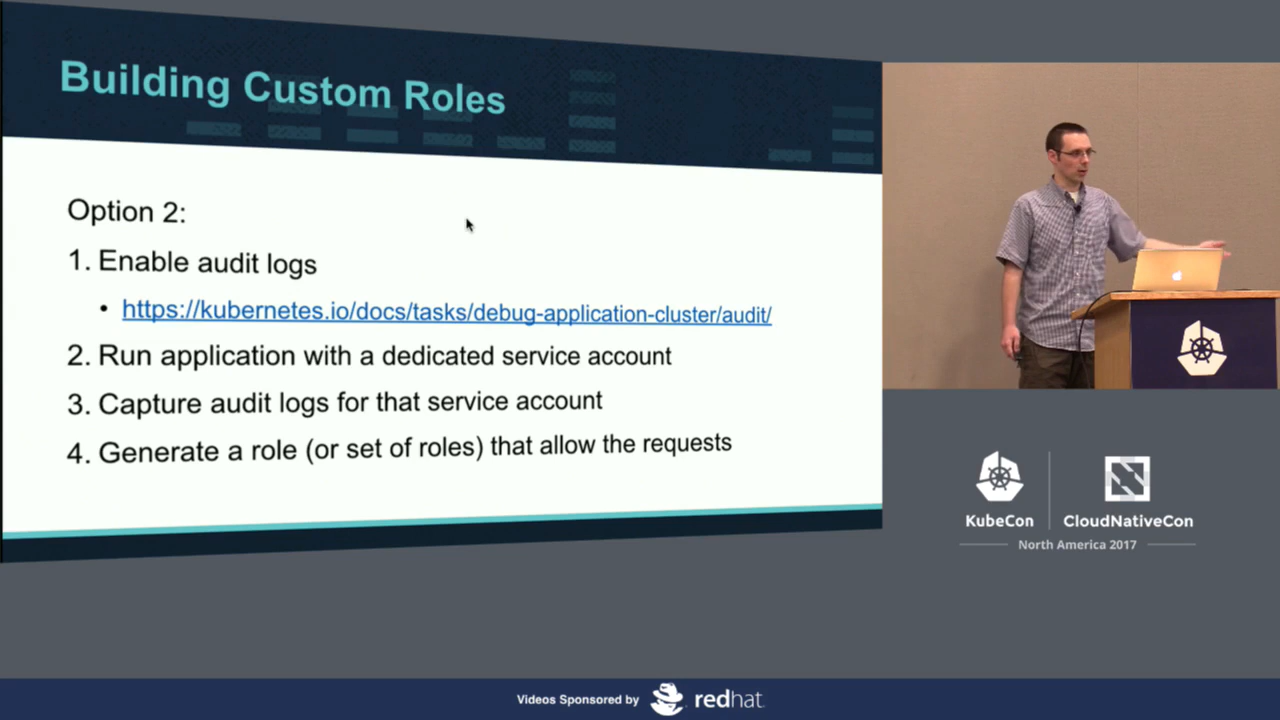 Building Custom Roles
Option 2:
1. Enable audit logs
• https://kubernetes.io/docs/tasks/debug-application-cluster/audit/
2. Run application with a dedicated service account
3. Capture audit logs for that service account
4. Generate a role (or set of roles) that allow the requests
KubeCon
CloudNativeCon
North America 2017
Videos Sponsored by
redhat.